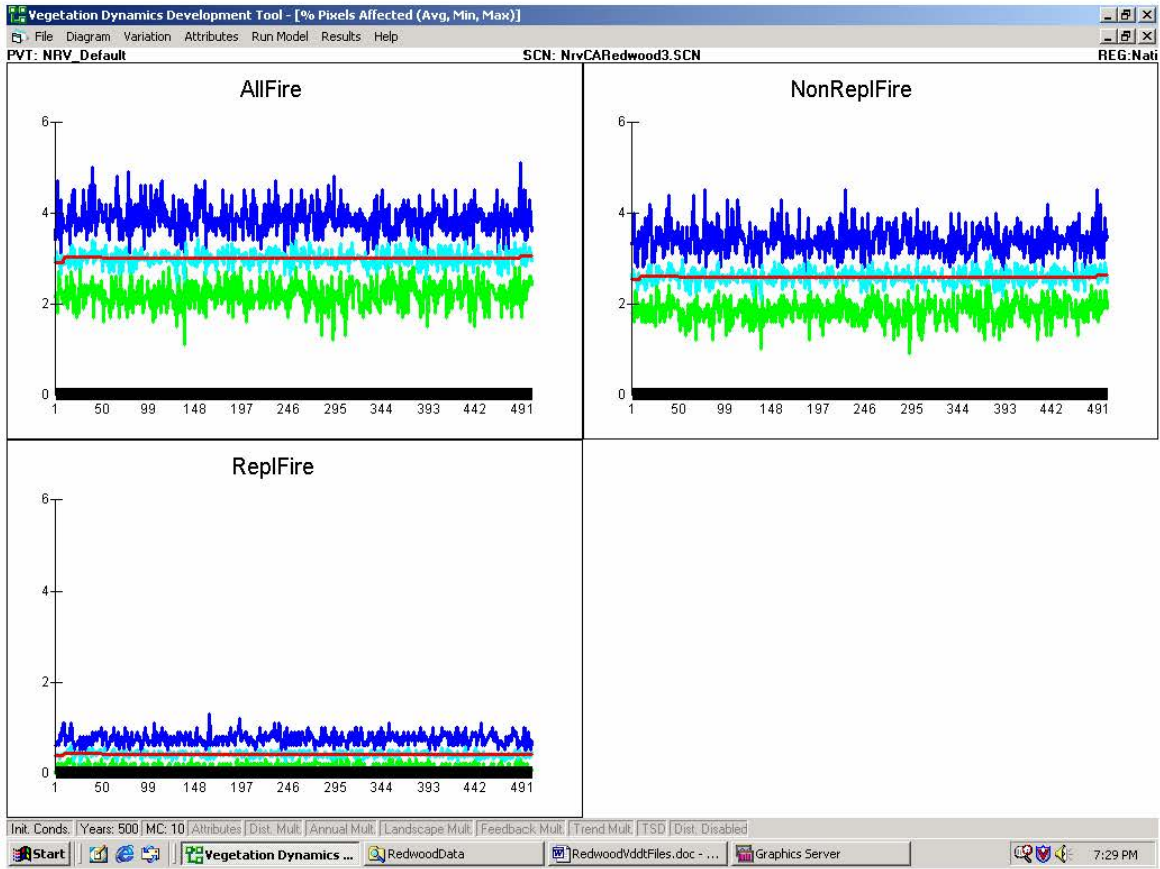 Vegetation Dynamics Development Tool - [% Pixels Affected (Avg, Min, Max)]
File Diagram Variation Attributes Run Model Results Help
PVT: NRV_Default SCN: NrvCARedwood3.SCN REG:Nati
AllFire
6
4
2
0
1 50 99 148 197 246 295 344 393 442 491
NonReplFire
6
4
2
0
1 50 99 148 197 246 295 344 393 442 491
ReplFire
6
4
2
0
1 50 99 148 197 246 295 344 393 442 491
Init. Conds. Years: 500 MC: 10 Attributes Dist. Mult. Annual Mult. Landscape Mult. Feedback Mult. Trend Mult. TSD Dist. Disabled
Start Vegetation Dynamics ... RedwoodData RedwoodVddtFiles.doc - ... Graphics Server 7:29 PM